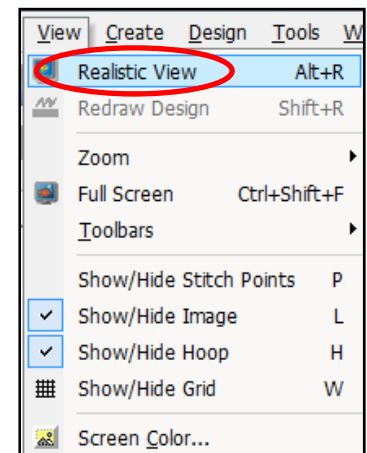 View Create Design Tools W
Realistic View Alt+R
Redraw Design Shift+R
Zoom
Full Screen Ctrl+Shift+F
Toolbars
Show/Hide Stitch Points P
Show/Hide Image L
Show/Hide Hoop H
Show/Hide Grid W
Screen Color...